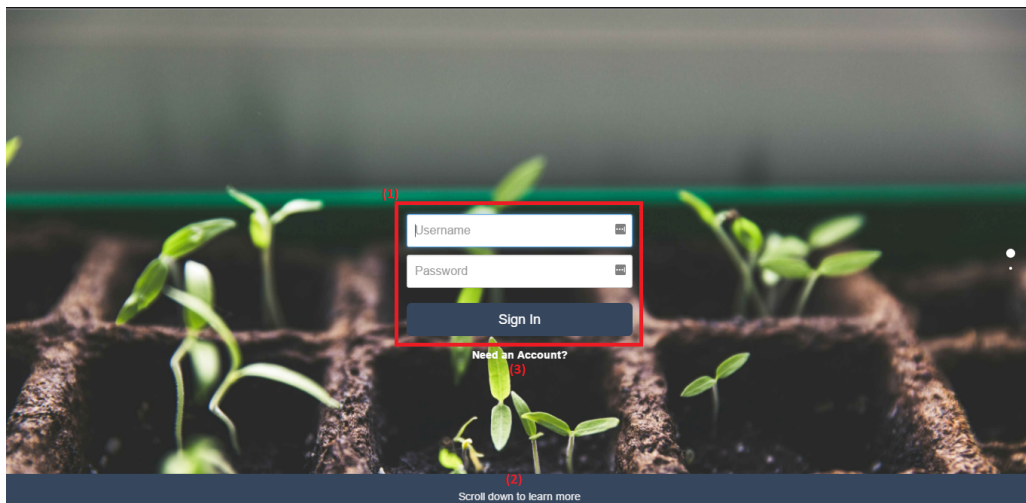 (1)
Username
Password
Sign In
Need an Account?
(3)
(2)
Scroll down to learn more